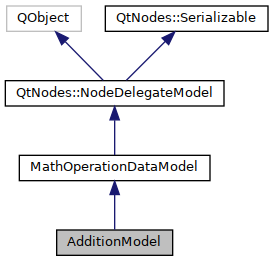 QObject
QtNodes::Serializable
QtNodes::NodeDelegateModel
MathOperationDataModel
AdditionModel